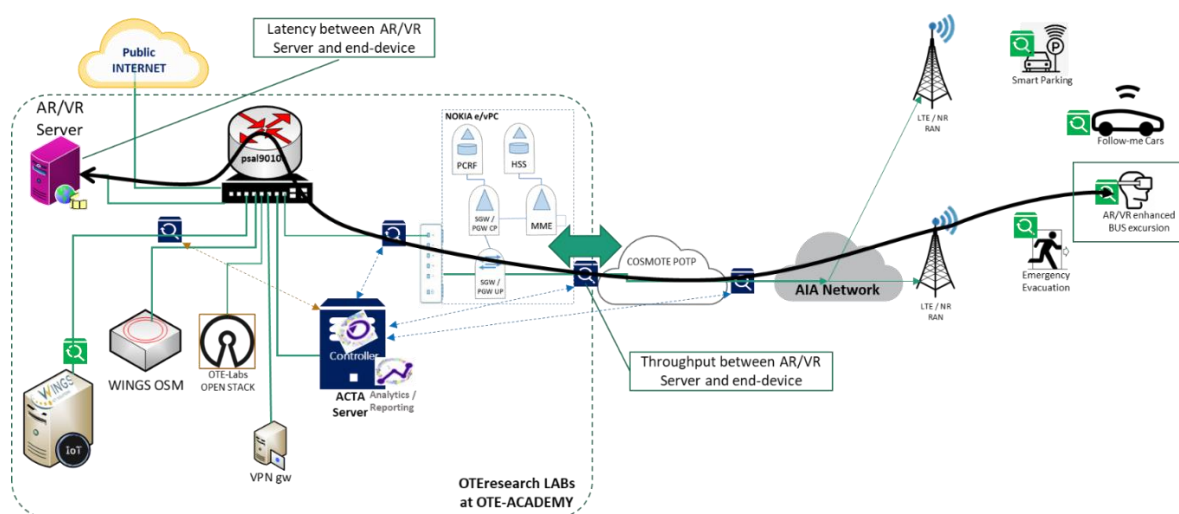 Public
INTERNET
Latency between AR/VR
Server and end-device
AR/VR
Server
psal9010
NOKIA e/vPC
PCRF
HSS
SGW /
PGW CP
MME
SGW /
PGW UP
COSMOTE POTP
AIA Network
LTE / NR
RAN
LTE / NR
RAN
P
Smart Parking
Follow-me Cars
AR/VR enhanced
BUS excursion
Emergency
Evacuation
Throughput between AR/VR
Server and end-device
WINGS
IoT
WINGS OSM
OTE-Labs
OPEN STACK
VPN gw
Controller
Analytics /
Reporting
ACTA
Server
OTEresearch LABs
at OTE-ACADEMY